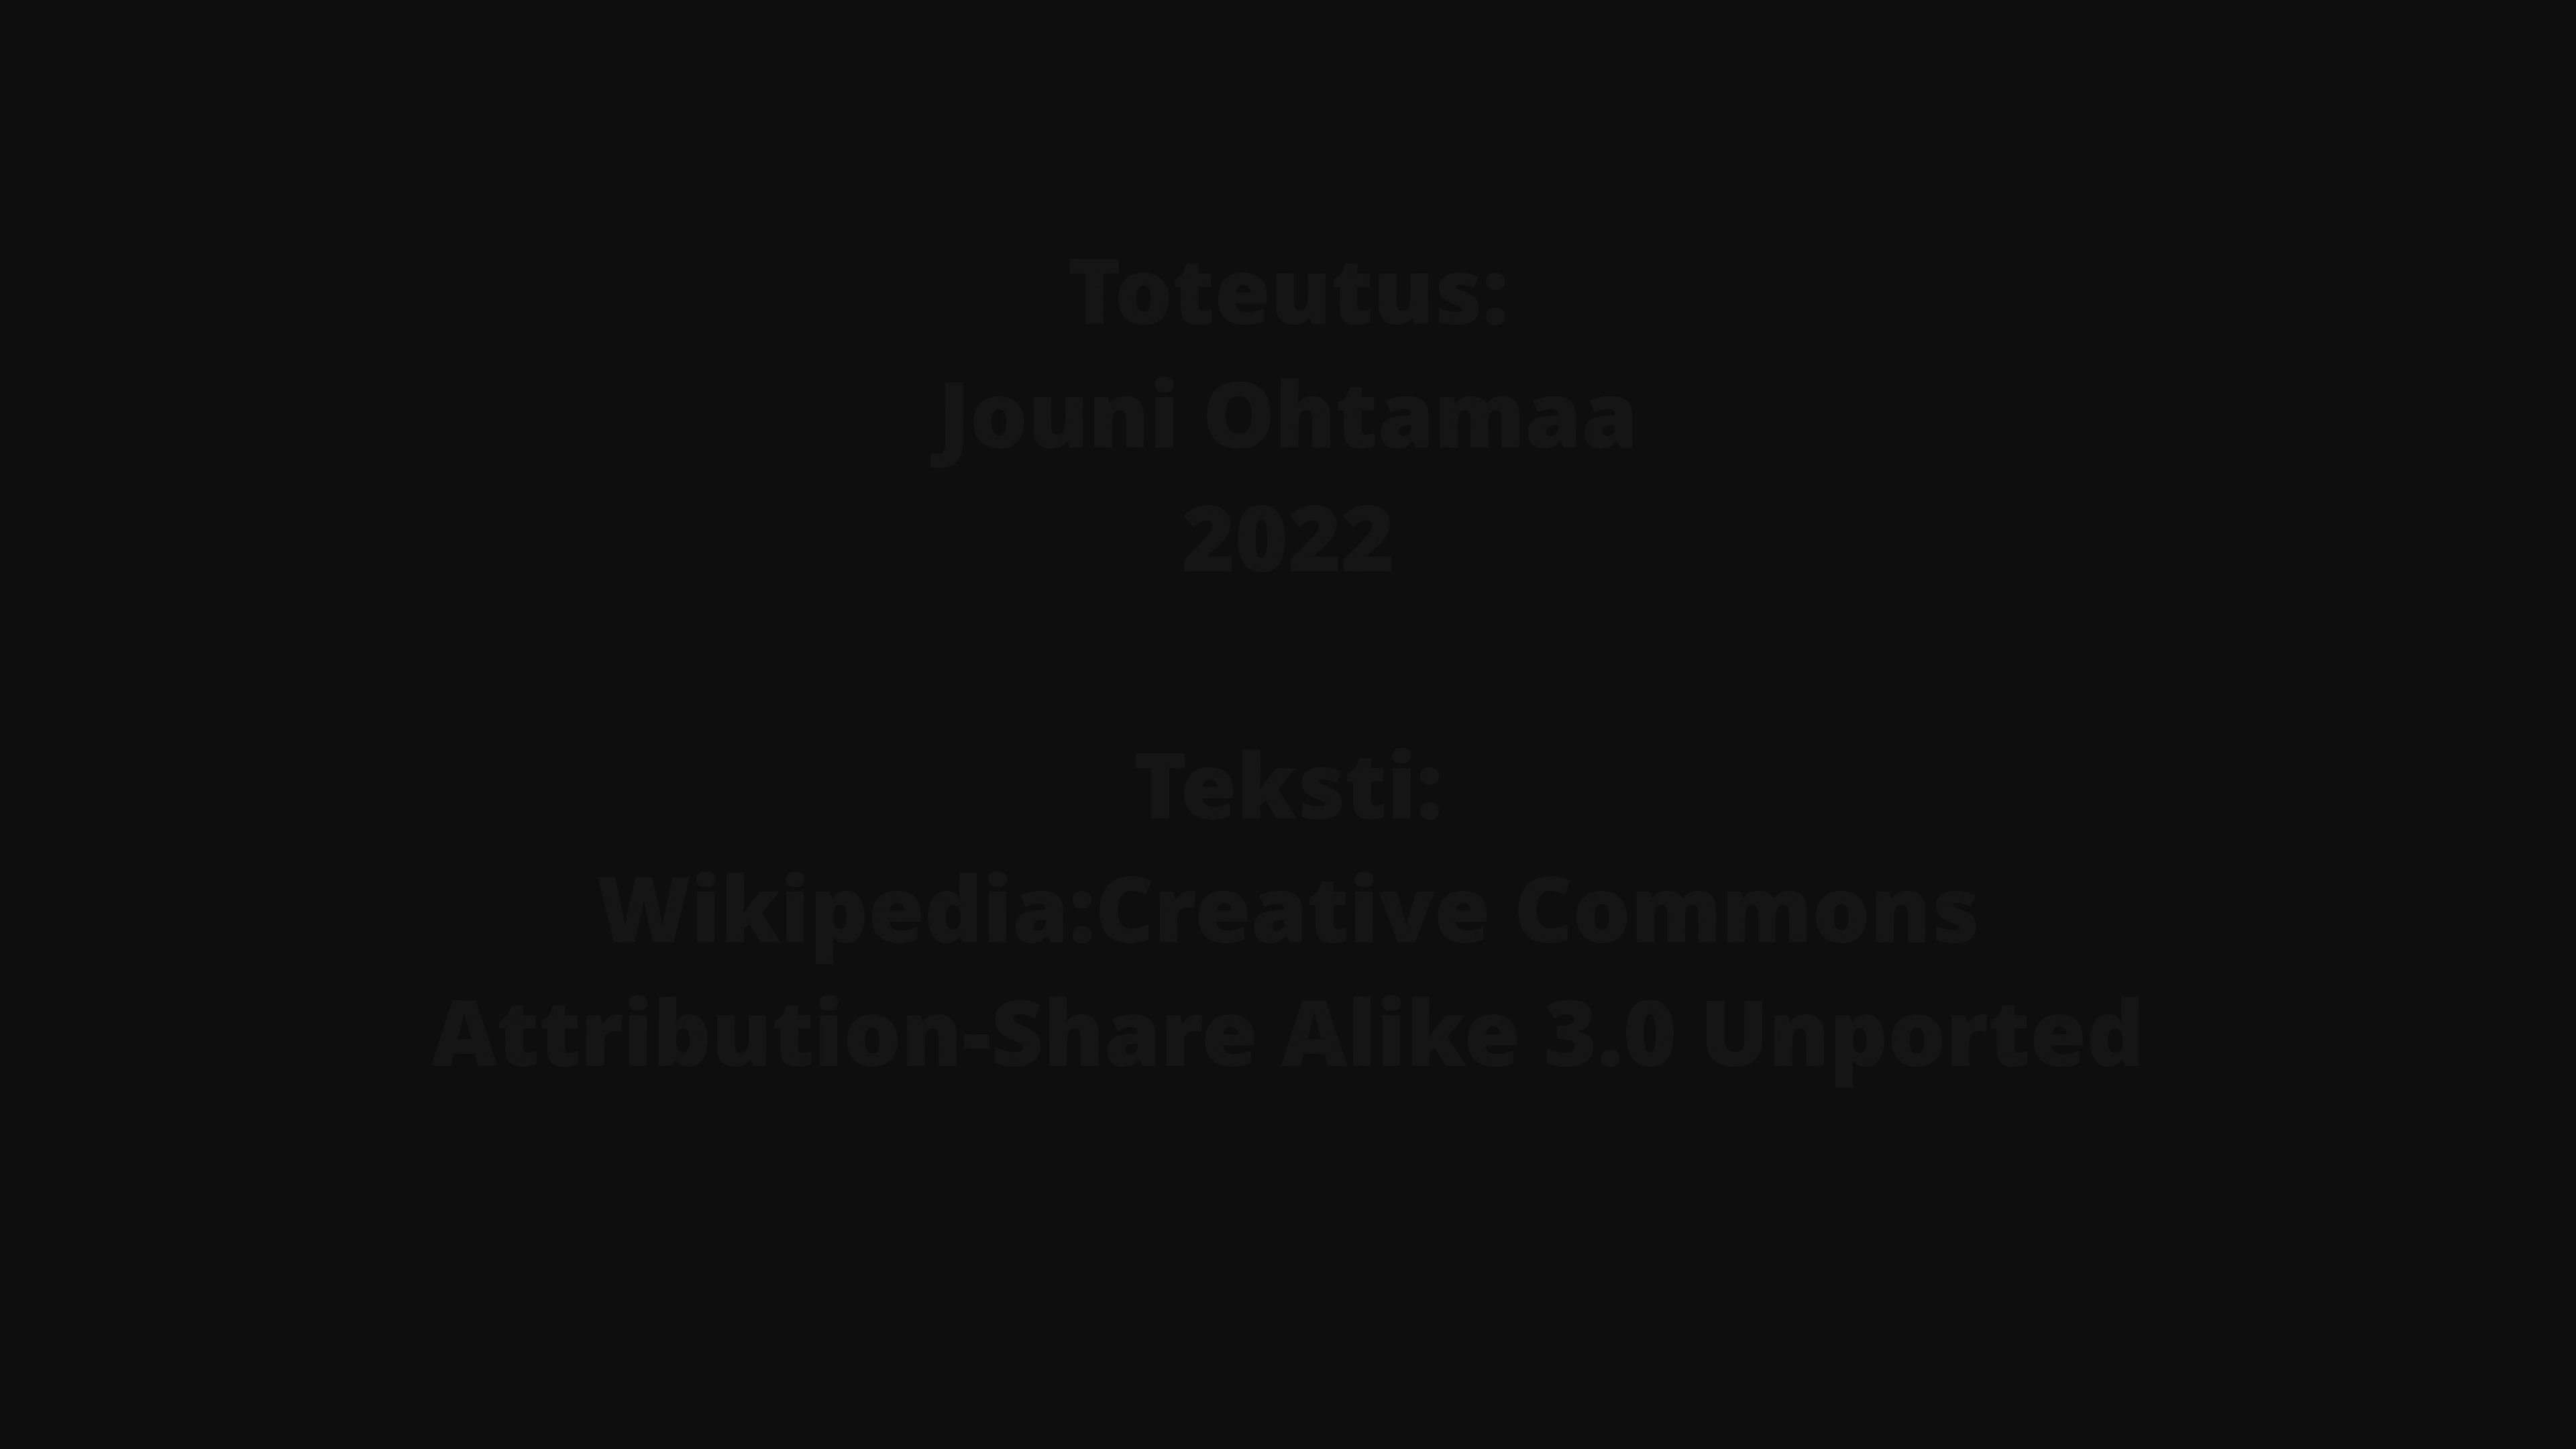 Toteutus:
Jouni Ohtamaa
2022
Teksti:
Wikipedia:Creative Commons
Attribution-Share Alike 3.0 Unported